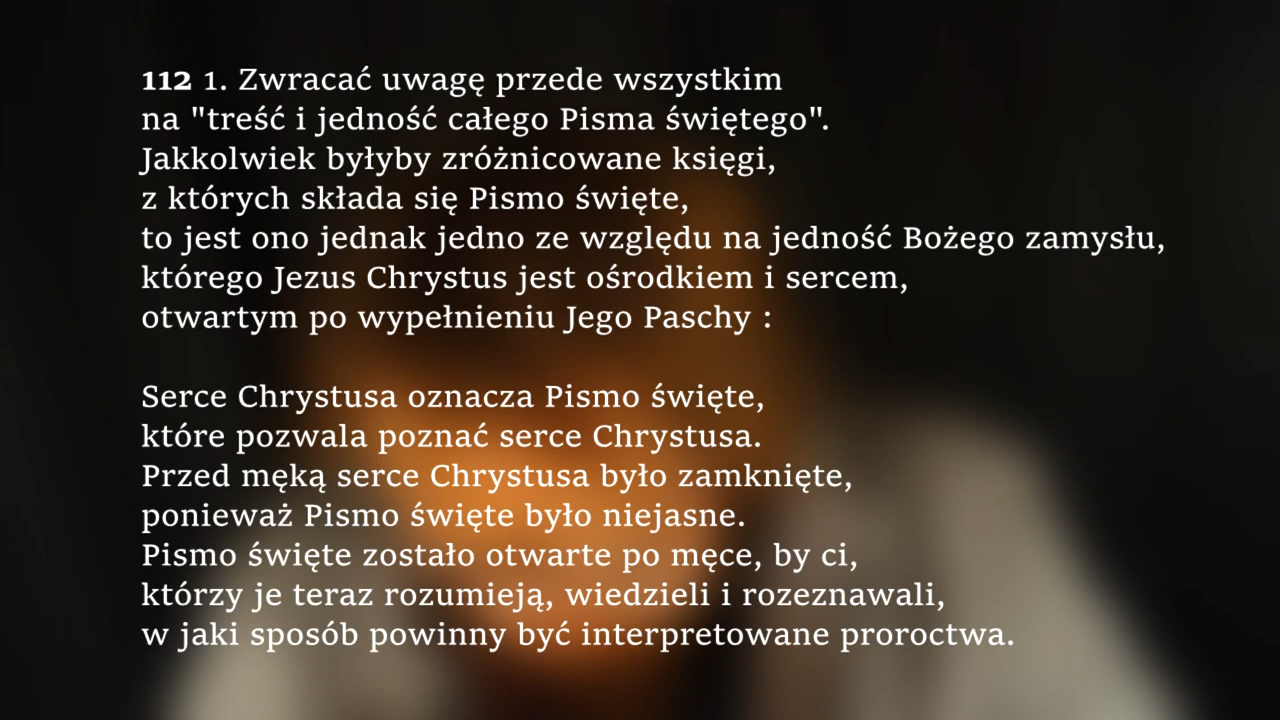 112 1. Zwracać uwagę przede wszystkim
na "treść i jedność całego Pisma świętego".
Jakkolwiek byłyby zróżnicowane księgi,
z których składa się Pismo święte,
to jest ono jednak jedno ze względu na jedność Bożego zamysłu,
którego Jezus Chrystus jest ośrodkiem i sercem,
otwartym po wypełnieniu Jego Paschy :

Serce Chrystusa oznacza Pismo święte,
które pozwala poznać serce Chrystusa.
Przed męką serce Chrystusa było zamknięte,
ponieważ Pismo święte było niejasne.
Pismo święte zostało otwarte po męce, by ci,
którzy je teraz rozumieją, wiedzieli i rozeznawali,
w jaki sposób powinny być interpretowane proroctwa.